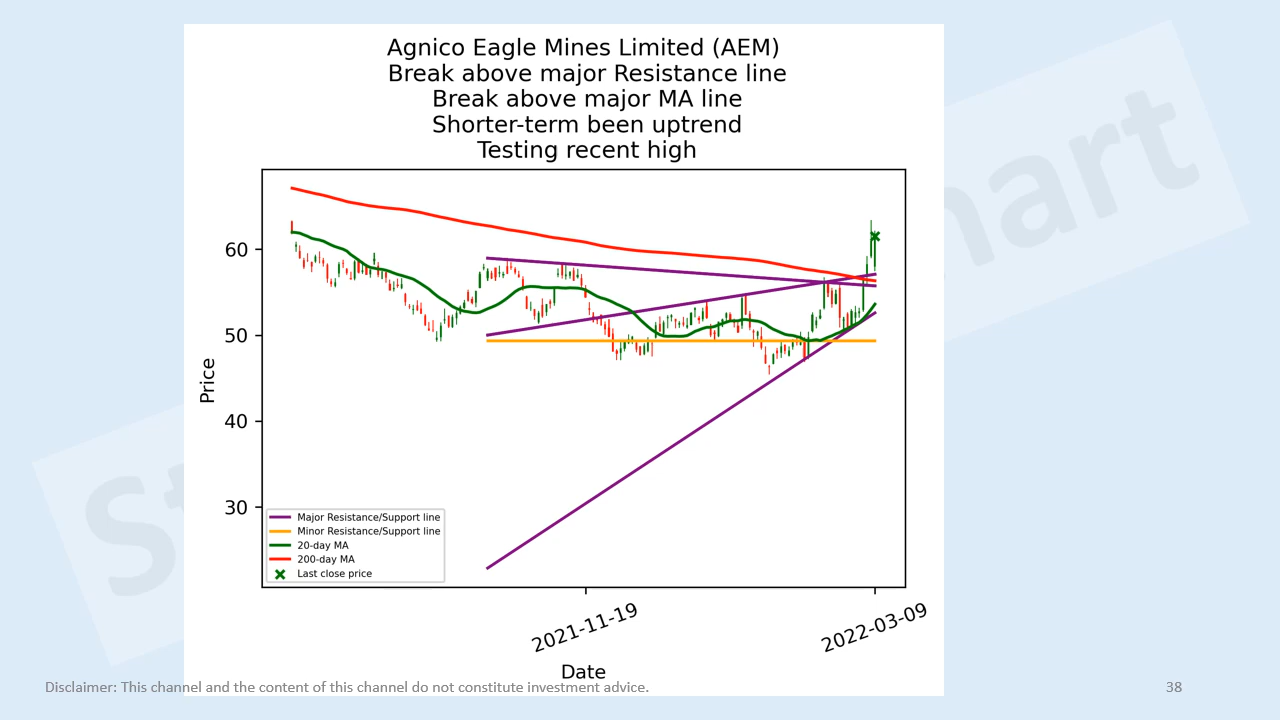 Agnico Eagle Mines Limited (AEM)
Break above major Resistance line
Break above major MA line
Shorter-term been uptrend
Testing recent high
60
50
40
30
Price
Major Resistance/Support line
Minor Resistance/Support line
20-day MA
200-day MA
Last close price
2021-11-19
2022-03-09
Date
Disclaimer: This channel and the content of this channel do not constitute investment advice.
38